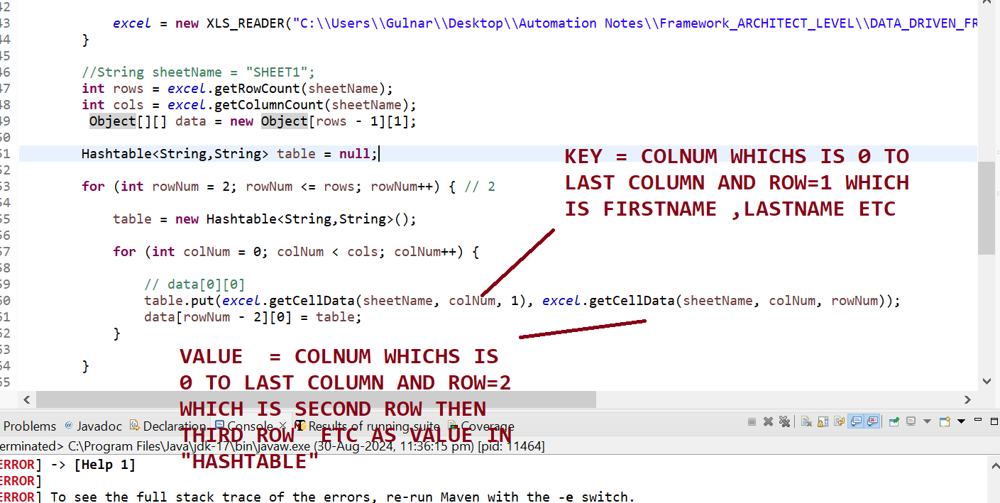 42
43 excel = new XLS_READER("C:\\Users\\Gulnar\\Desktop\\Automation Notes\\Framework_ARCHITECT_LEVEL\\DATA_DRIVEN_FR
44 }
45
46 //String sheetName = "SHEET1";
47 int rows = excel.getRowCount(sheetName);
48 int cols = excel.getColumnCount(sheetName);
49 Object[][] data = new Object[rows - 1][1];
50
51 Hashtable<String,String> table = null;
KEY = COLNUM WHICHS IS 0 TO
LAST COLUMN AND ROW=1 WHICH
IS FIRSTNAME ,LASTNAME ETC
52
53 for (int rowNum = 2; rowNum <= rows; rowNum++) { // 2
54
55 table = new Hashtable<String,String>();
56
57 for (int colNum = 0; colNum < cols; colNum++) {
58
59 // data[0][0]
60 table.put(excel.getCellData(sheetName, colNum, 1), excel.getCellData(sheetName, colNum, rowNum));
61 data[rowNum - 2][0] = table;
62 }
63
64 }
65
VALUE  = COLNUM WHICHS IS
0 TO LAST COLUMN AND ROW=2
WHICH IS SECOND ROW THEN
THIRD ROW  ETC AS VALUE IN
"HASHTABLE"
Problems @ Javadoc Declaration Console Results of running suite Coverage
erminated> C:\Program Files\Java\jdk-17\bin\javaw.exe (30-Aug-2024, 11:36:15 pm) [pid: 11464]
ERROR] -> [Help 1]
ERROR]
ERROR] To see the full stack trace of the errors, re-run Maven with the -e switch.